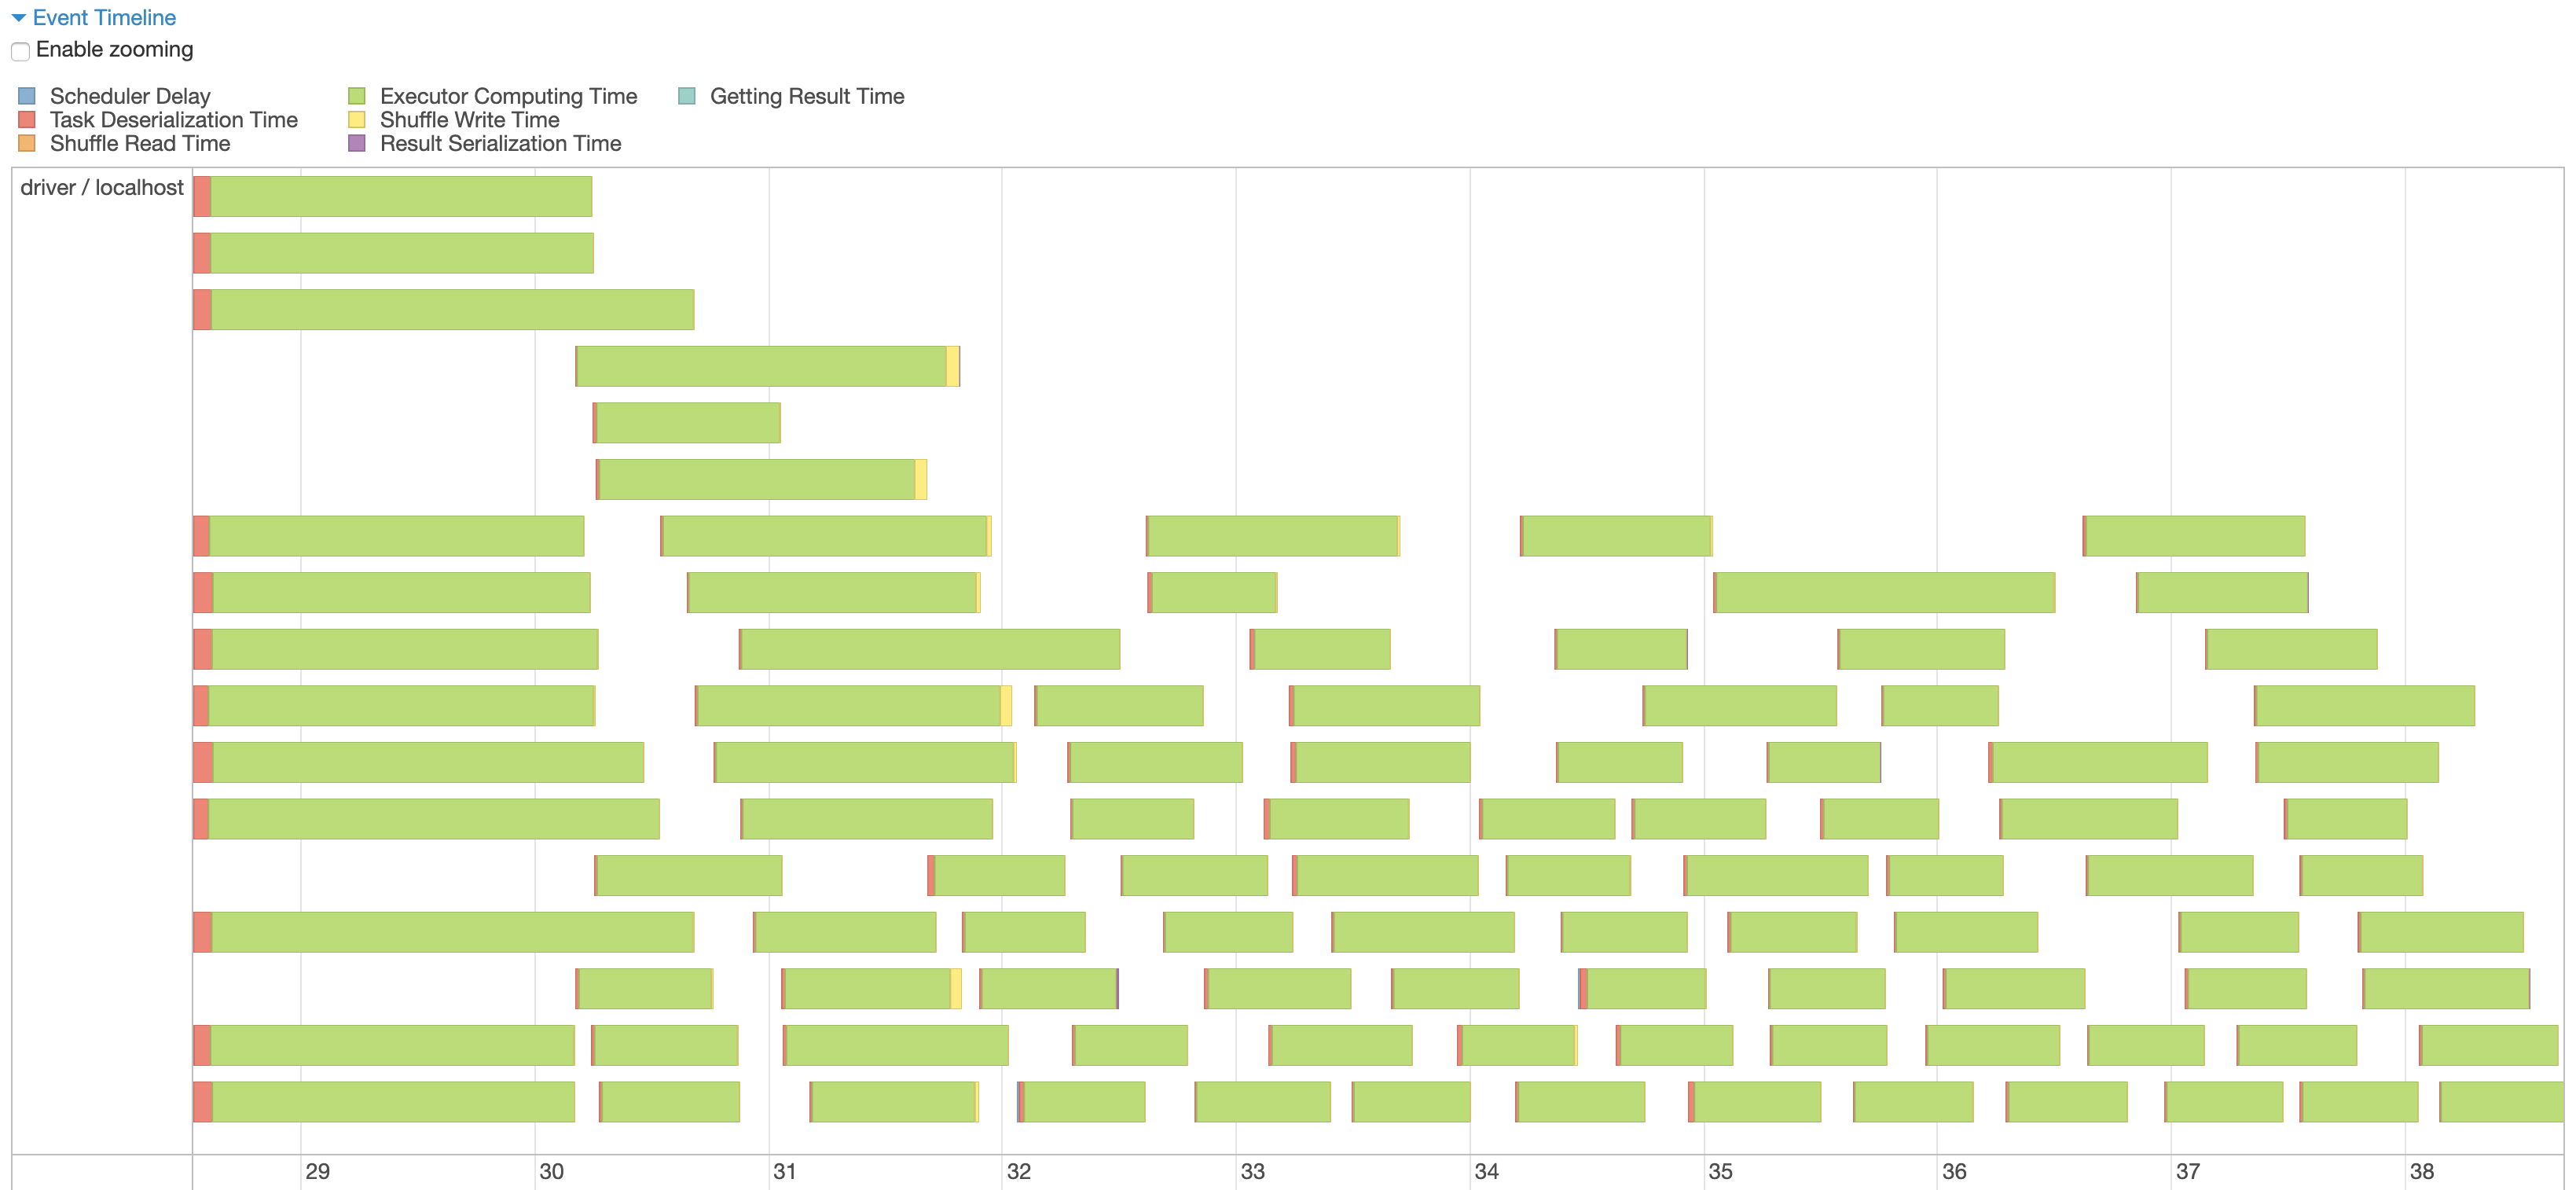 Event Timeline
Enable zooming
Scheduler Delay Executor Computing Time Getting Result Time
Task Deserialization Time Shuffle Write Time
Shuffle Read Time Result Serialization Time
driver / localhost
29 30 31 32 33 34 35 36 37 38